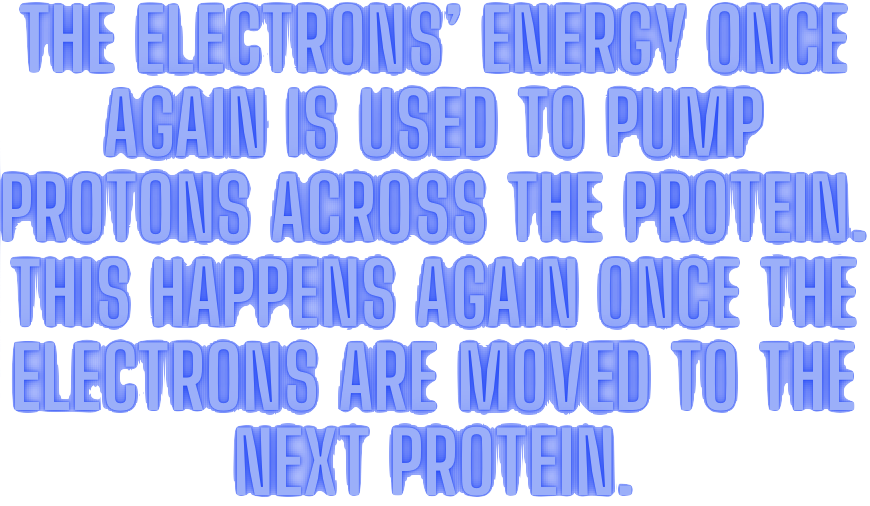 THE ELECTRONS' ENERGY ONCE
AGAIN IS USED TO PUMP
PROTONS ACROSS THE PROTEIN.
THIS HAPPENS AGAIN ONCE THE
ELECTRONS ARE MOVED TO THE
NEXT PROTEIN.